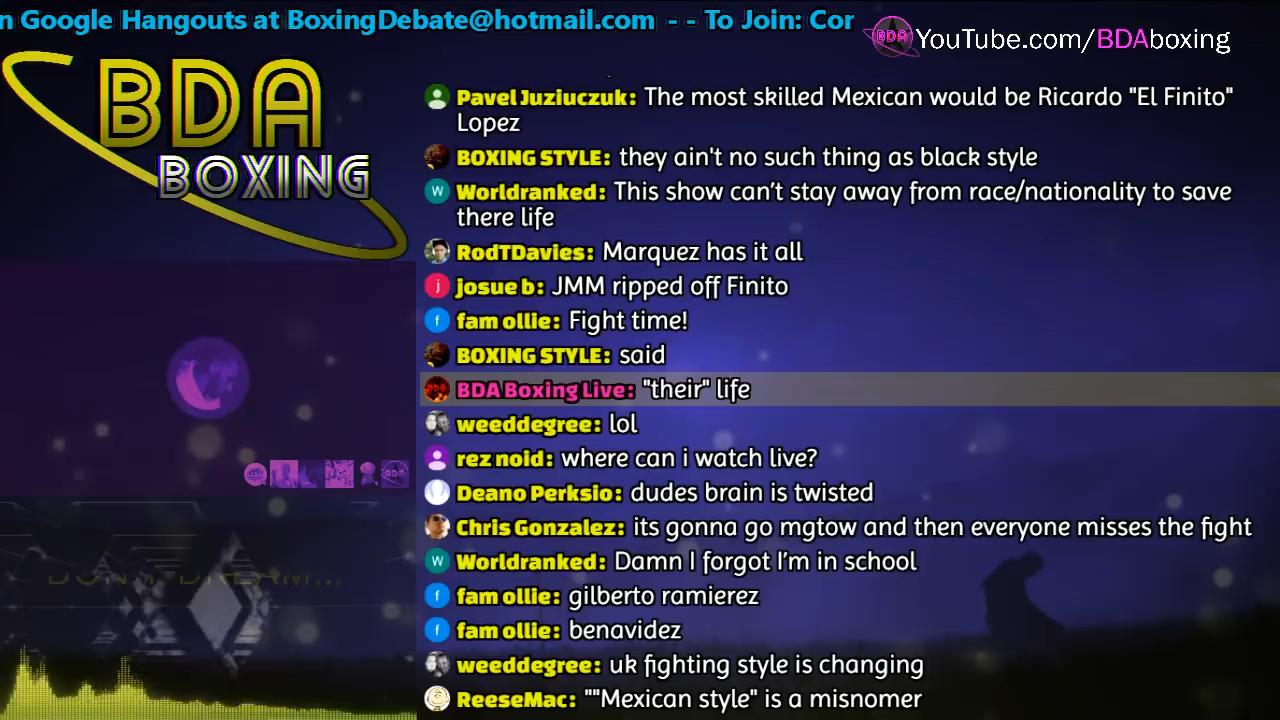 n Google Hangouts at BoxingDebate@hotmail.com - - To Join: Cor
BDA
YouTube.com/BDAboxing
BDA
BOXING
Pavel Juziuczuk: The most skilled Mexican would be Ricardo "El Finito"
Lopez
BOXING STYLE: they ain't no such thing as black style
W
Worldranked: This show can't stay away from race/nationality to save
there life
RodTDavies: Marquez has it all
j
josue b: JMM ripped off Finito
f
fam ollie: Fight time!
BOXING STYLE: said
BDA Boxing Live: "their" life
weeddegree: lol
rez noid: where can i watch live?
Deano Perksio: dudes brain is twisted
Chris Gonzalez: its gonna go mgtow and then everyone misses the fight
W
Worldranked: Damn I forgot I'm in school
f
fam ollie: gilberto ramierez
f
fam ollie: benavidez
weeddegree: uk fighting style is changing
ReeseMac: ""Mexican style" is a misnomer